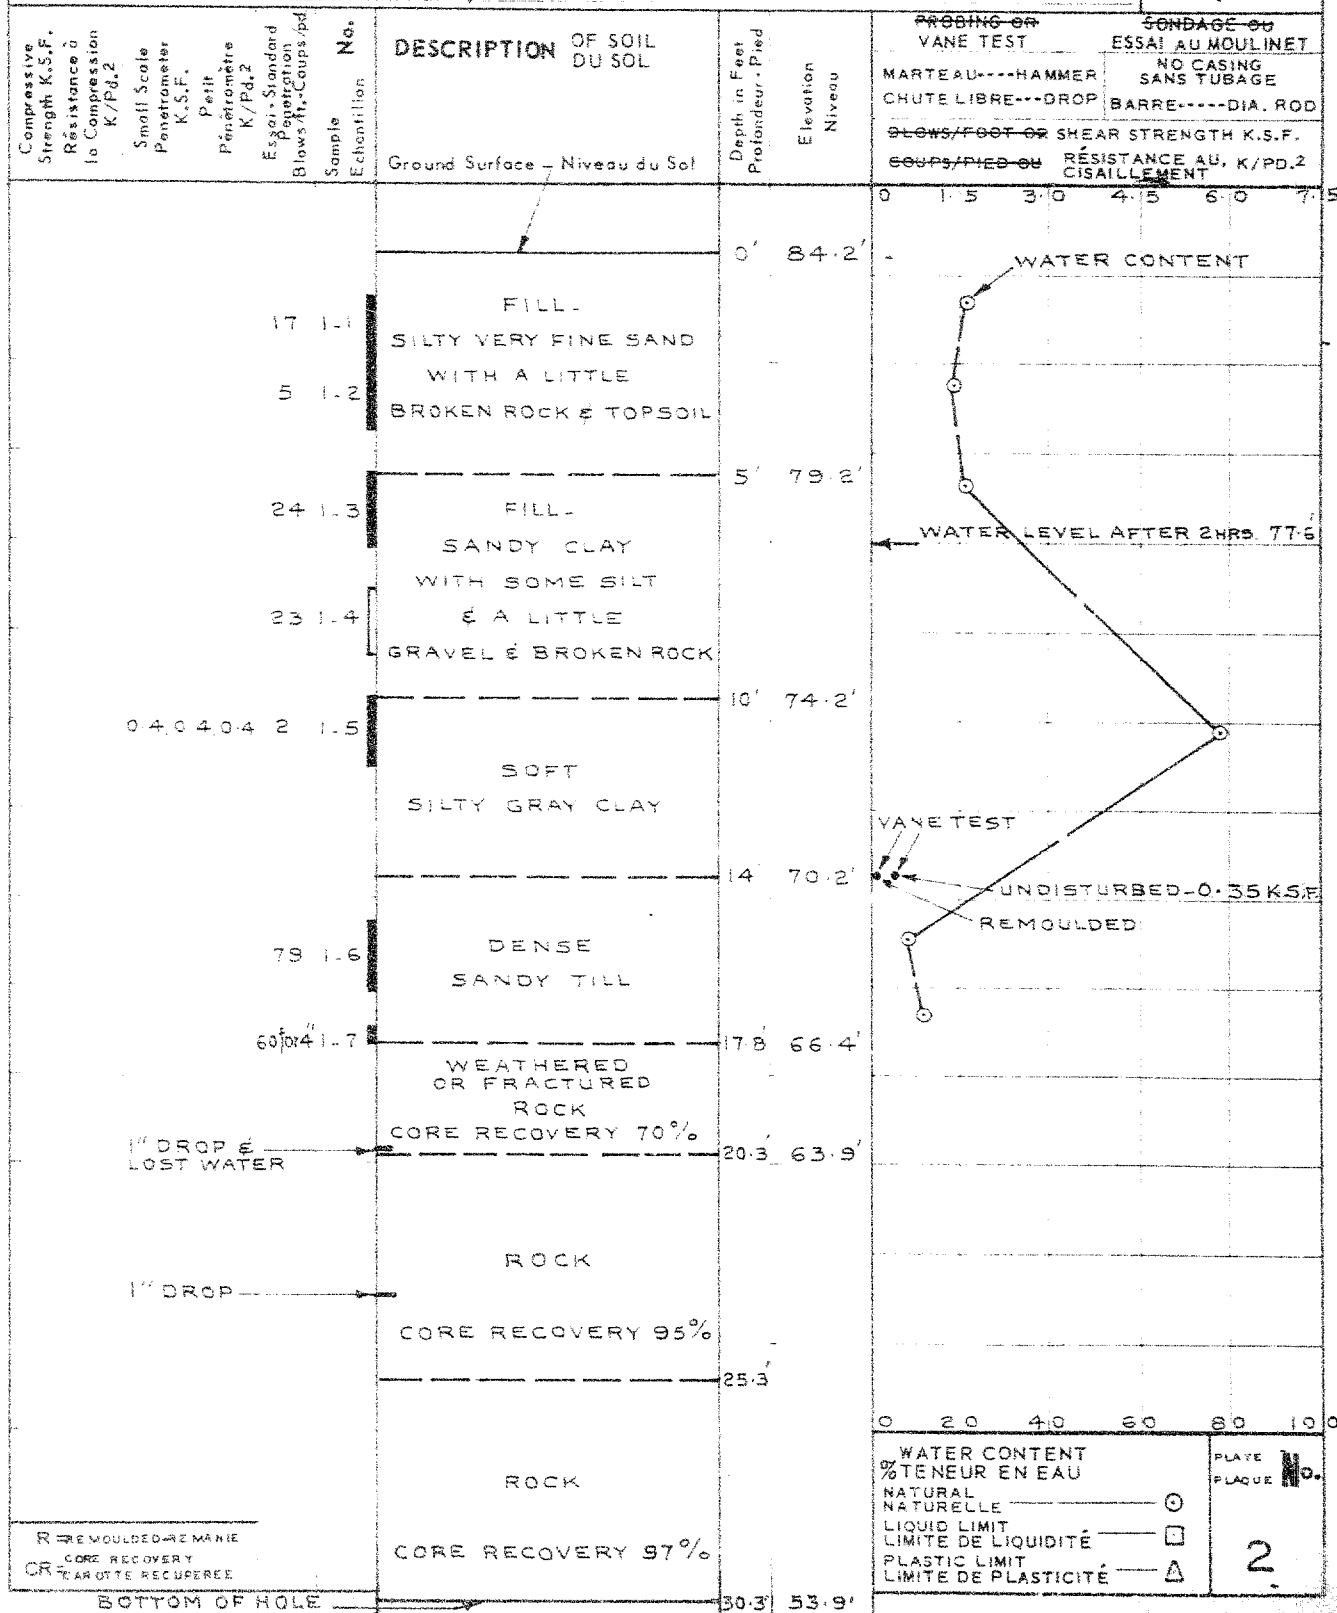 Compressive Strength K.S.F.
Résistance à la Compression K/Pd.2
Small Scale Penetrometer K.S.F.
Petit Pénétromètre K/Pd.2
Essai - Standard Penetration
Blows/ft.-Coups/pd
Sample No.
Echantillon
DESCRIPTION OF SOIL DU SOL
Ground Surface - Niveau du Sol
Depth in Feet
Profondeur - Pied
Elevation
Niveau
PROBING OR VANE TEST
SONDAGE OU ESSAI AU MOULINET
MARTEAU----HAMMER
CHUTE LIBRE---DROP
NO CASING
SANS TUBAGE
BARRE-----DIA. ROD
BLOWS/FOOT OR SHEAR STRENGTH K.S.F.
COUPS/PIED OU RÉSISTANCE AU, K/PD.2 CISAILLEMENT
0 1.5 3.0 4.5 6.0 7.5
0' 84.2'
WATER CONTENT
17 1-1
5 1-2
FILL-
SILTY VERY FINE SAND
WITH A LITTLE
BROKEN ROCK & TOPSOIL
5' 79.2'
24 1-3
23 1-4
FILL-
SANDY CLAY
WITH SOME SILT
& A LITTLE
GRAVEL & BROKEN ROCK
WATER LEVEL AFTER 2HRS. 77.6'
10' 74.2'
0.4, 0.4, 0.4 2 1-5
SOFT
SILTY GRAY CLAY
VANE TEST
14' 70.2'
UNDISTURBED-0.35 K.S.F.
REMOULDED
79 1-6
DENSE
SANDY TILL
60 for 4" 1-7
17.8' 66.4'
WEATHERED
OR FRACTURED
ROCK
CORE RECOVERY 70%
1" DROP &
LOST WATER
20.3' 63.9'
ROCK
1" DROP
CORE RECOVERY 95%
25.3'
0 20 40 60 80 100
ROCK
CORE RECOVERY 97%
WATER CONTENT
% TENEUR EN EAU
NATURAL
NATURELLE
LIQUID LIMIT
LIMITE DE LIQUIDITÉ
PLASTIC LIMIT
LIMITE DE PLASTICITÉ
PLATE
PLAQUE No.
2
R = REMOULDED-REMANIE
CR = CORE RECOVERY
CAROTTE RECUPEREE
BOTTOM OF HOLE
30.3' 53.9'